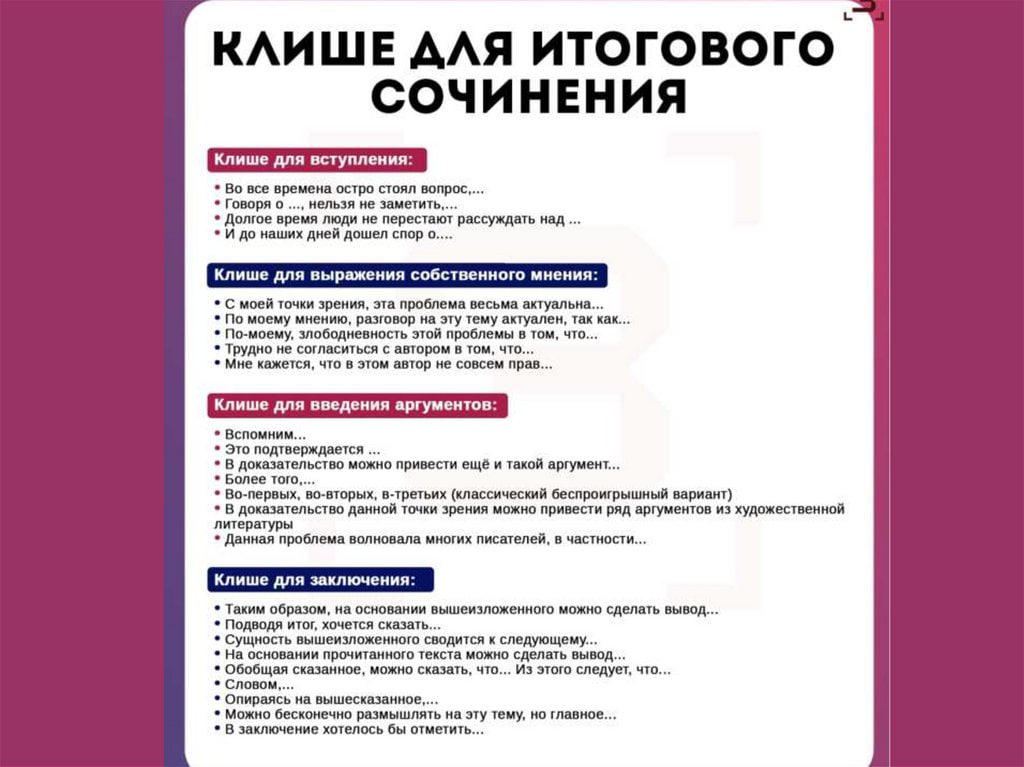 КЛИШЕ ДЛЯ ИТОГОВОГО
СОЧИНЕНИЯ
Клише для вступления:
• Во все времена остро стоял вопрос,...
• Говоря о ..., нельзя не заметить,...
• Долгое время люди не перестают рассуждать над ...
• И до наших дней дошел спор о....
Клише для выражения собственного мнения:
• С моей точки зрения, эта проблема весьма актуальна...
• По моему мнению, разговор на эту тему актуален, так как...
• По-моему, злободневность этой проблемы в том, что...
• Трудно не согласиться с автором в том, что...
• Мне кажется, что в этом автор не совсем прав...
Клише для введения аргументов:
• Вспомним...
• Это подтверждается ...
• В доказательство можно привести ещё и такой аргумент...
• Более того,...
• Во-первых, во-вторых, в-третьих (классический беспроигрышный вариант)
• В доказательство данной точки зрения можно привести ряд аргументов из художественной
литературы
• Данная проблема волновала многих писателей, в частности...
Клише для заключения:
• Таким образом, на основании вышеизложенного можно сделать вывод...
• Подводя итог, хочется сказать...
• Сущность вышеизложенного сводится к следующему...
• На основании прочитанного текста можно сделать вывод...
• Обобщая сказанное, можно сказать, что... Из этого следует, что...
• Словом,...
• Опираясь на вышесказанное,...
• Можно бесконечно размышлять на эту тему, но главное...
• В заключение хотелось бы отметить...